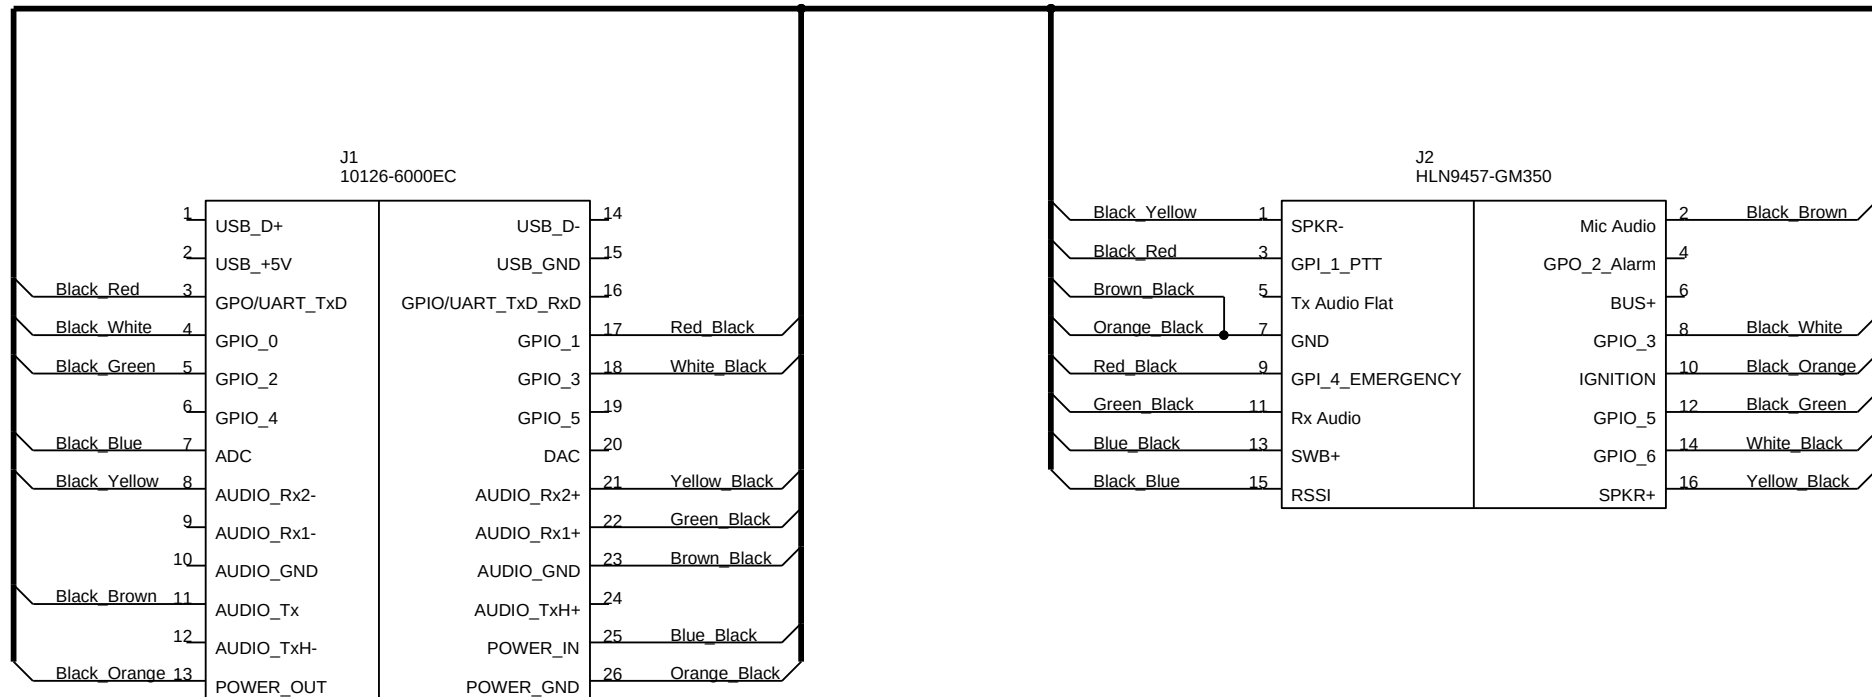 J1
10126-6000EC
1 USB_D+ USB_D- 14
2 USB_+5V USB_GND 15
Black_Red 3 GPO/UART_TxD GPIO/UART_TxD_RxD 16
Black_White 4 GPIO_0 GPIO_1 17 Red_Black
Black_Green 5 GPIO_2 GPIO_3 18 White_Black
6 GPIO_4 GPIO_5 19
Black_Blue 7 ADC DAC 20
Black_Yellow 8 AUDIO_Rx2- AUDIO_Rx2+ 21 Yellow_Black
9 AUDIO_Rx1- AUDIO_Rx1+ 22 Green_Black
10 AUDIO_GND AUDIO_GND 23 Brown_Black
Black_Brown 11 AUDIO_Tx AUDIO_TxH+ 24
12 AUDIO_TxH- POWER_IN 25 Blue_Black
Black_Orange 13 POWER_OUT POWER_GND 26 Orange_Black
J2
HLN9457-GM350
Black_Yellow 1 SPKR- Mic Audio 2 Black_Brown
Black_Red 3 GPI_1_PTT GPO_2_Alarm 4
Brown_Black 5 Tx Audio Flat BUS+ 6
Orange_Black 7 GND GPIO_3 8 Black_White
Red_Black 9 GPI_4_EMERGENCY IGNITION 10 Black_Orange
Green_Black 11 Rx Audio GPIO_5 12 Black_Green
Blue_Black 13 SWB+ GPIO_6 14 White_Black
Black_Blue 15 RSSI SPKR+ 16 Yellow_Black